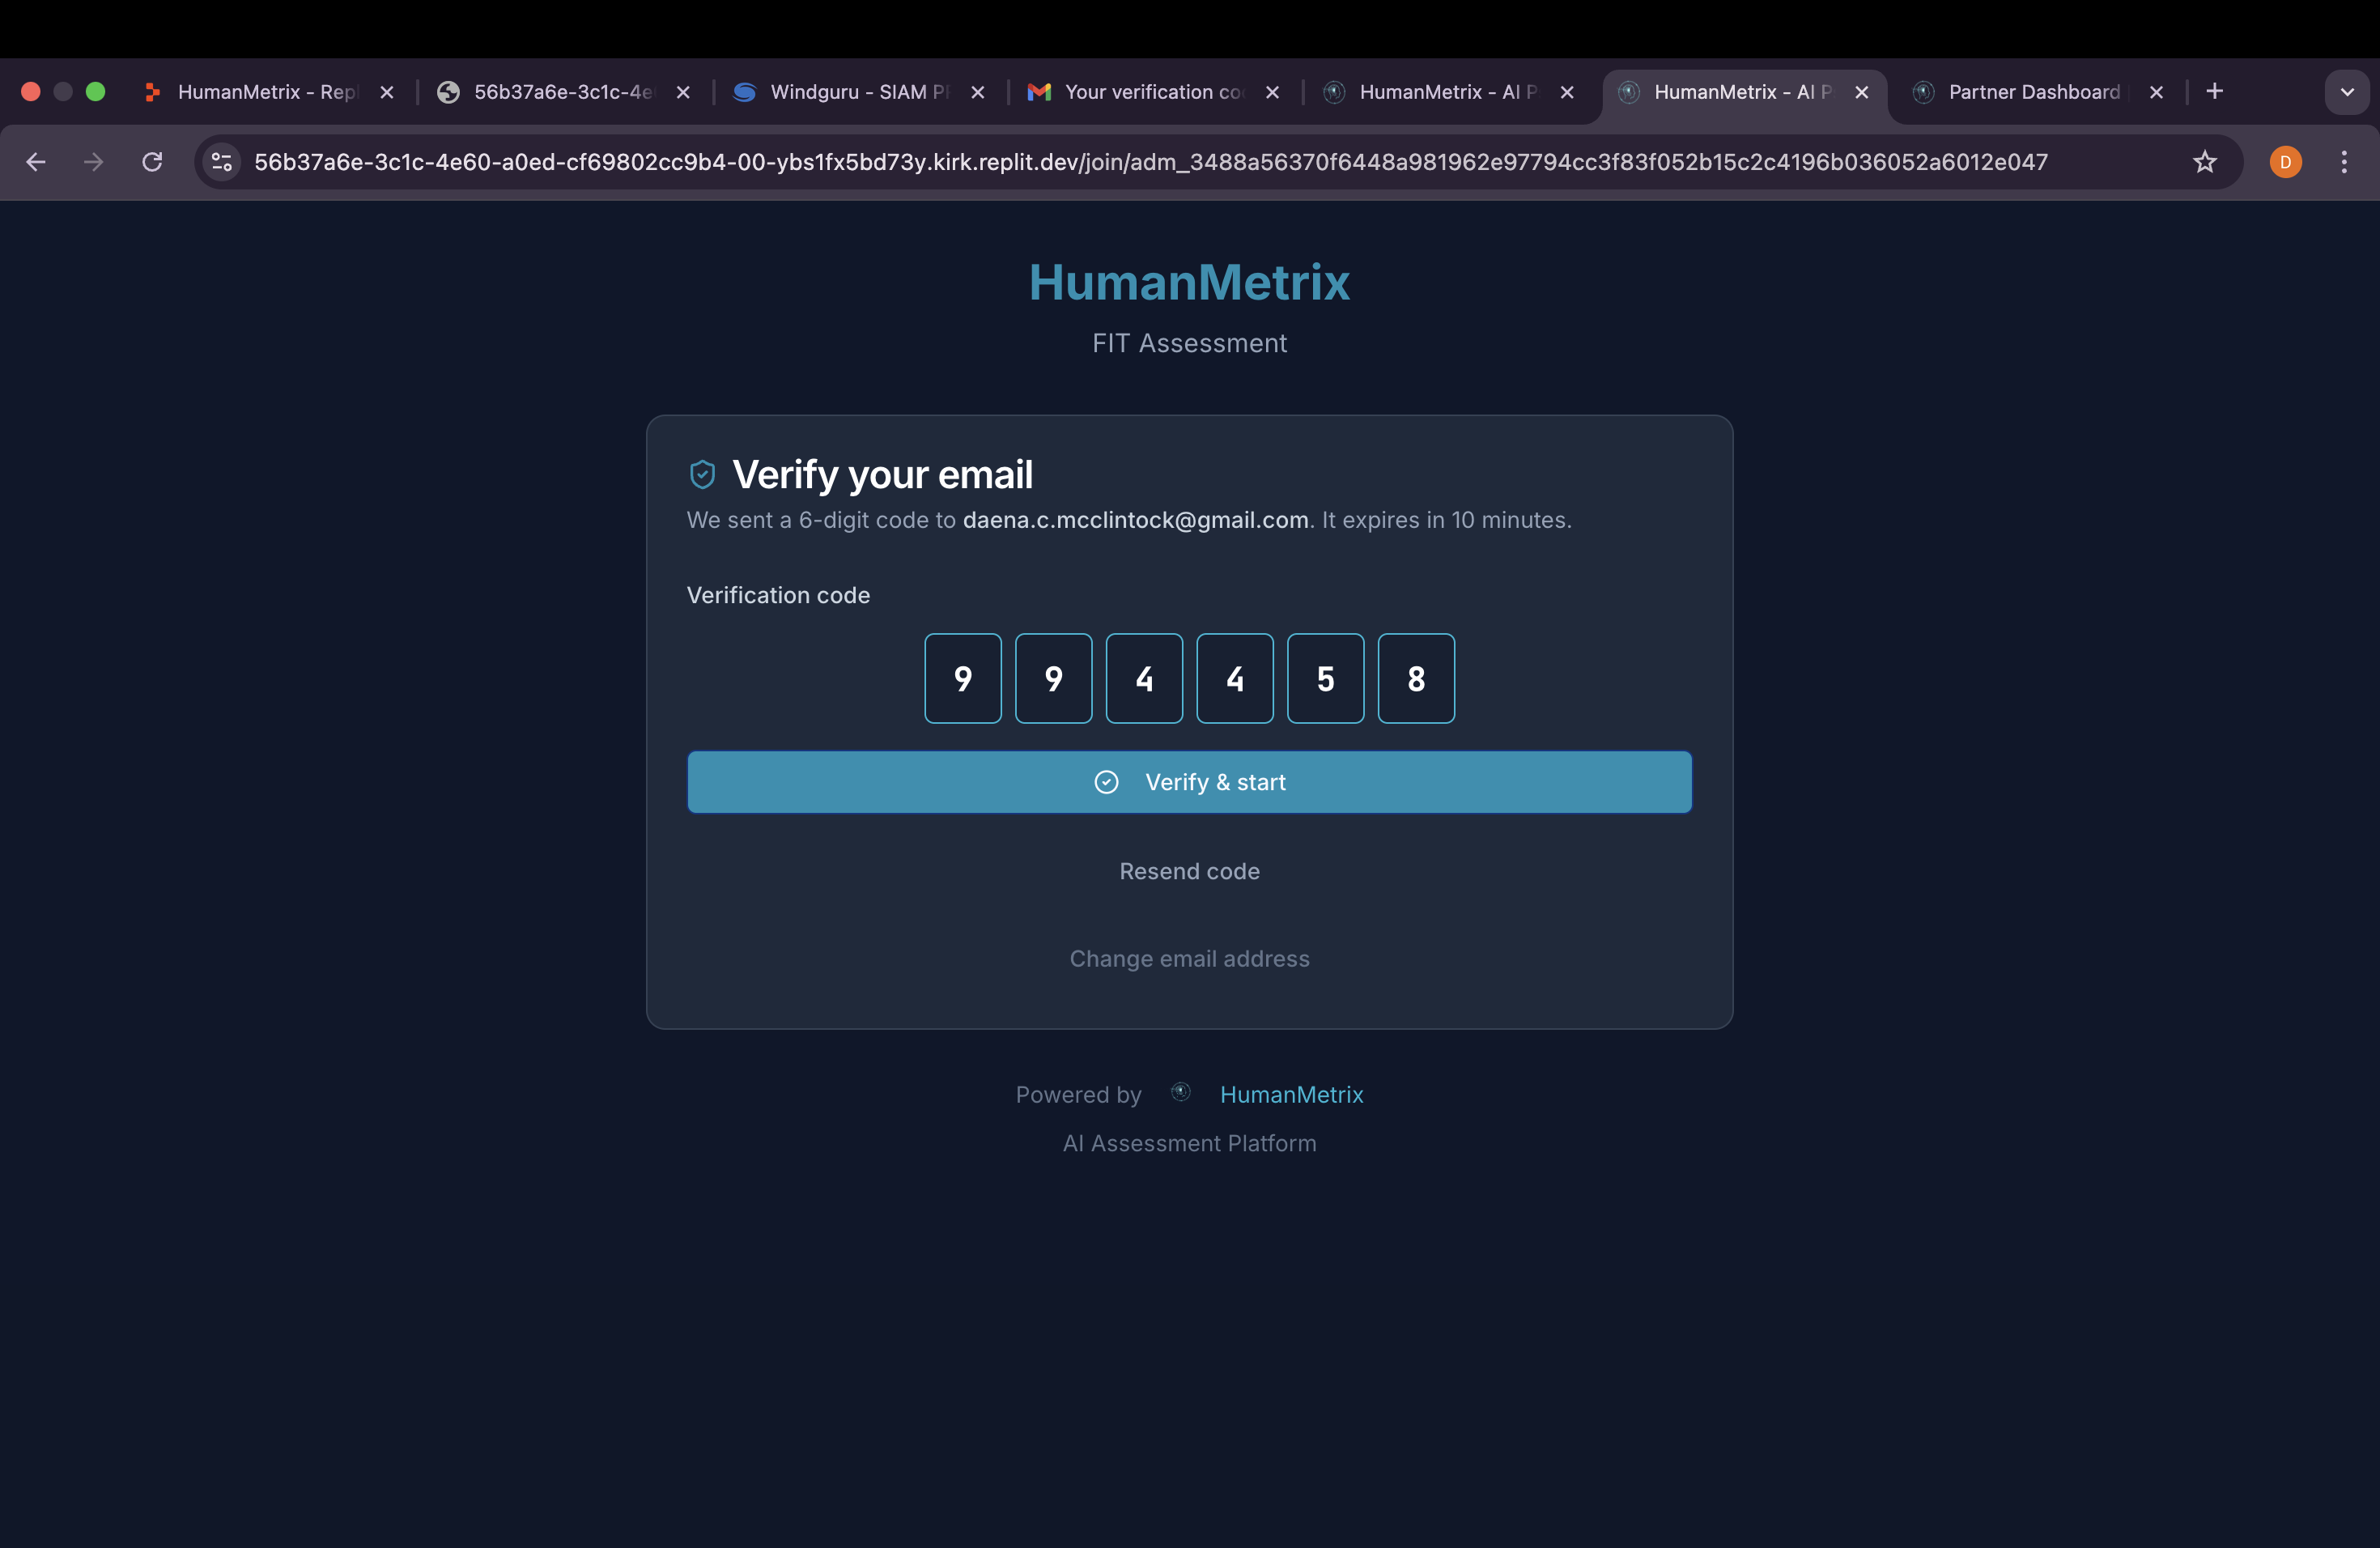 HumanMetrix - Repl
56b37a6e-3c1c-4e
Windguru - SIAM
Your verification
HumanMetrix - AI P
HumanMetrix - AI P
Partner Dashboard
56b37a6e-3c1c-4e60-a0ed-cf69802cc9b4-00-ybs1fx5bd73y.kirk.replit.dev/join/adm_3488a56370f6448a981962e97794cc3f83f052b15c2c4196b036052a6012e047
D
HumanMetrix
FIT Assessment
Verify your email
We sent a 6-digit code to daena.c.mcclintock@gmail.com. It expires in 10 minutes.
Verification code
9 9 4 4 5 8
Verify & start
Resend code
Change email address
Powered by HumanMetrix
AI Assessment Platform